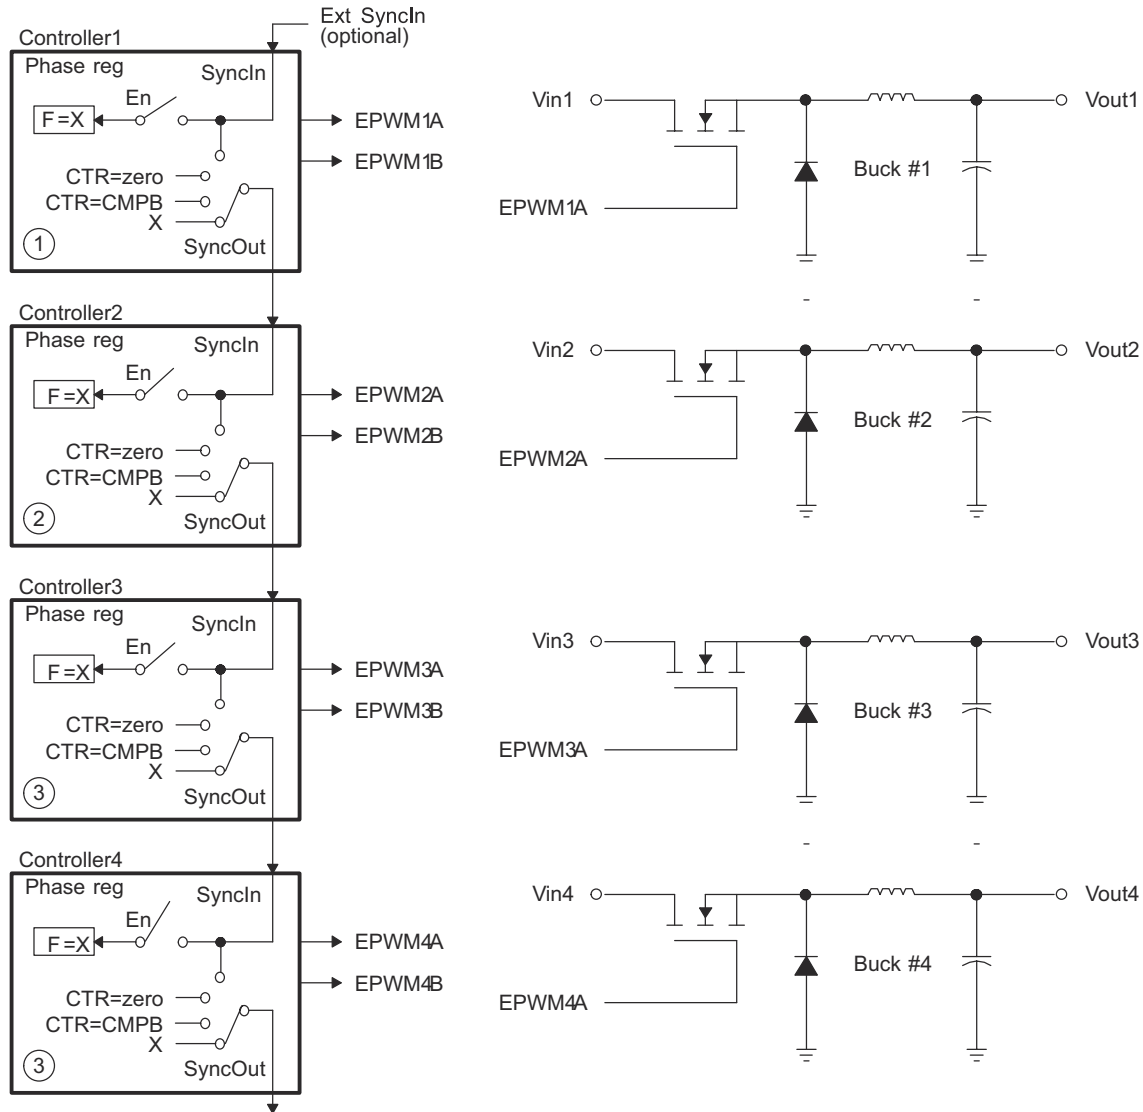 Ext SyncIn
(optional)
Controller1
Phase reg
SyncIn
En
F=X
EPWM1A
EPWM1B
CTR=zero
CTR=CMPB
X
SyncOut
1
Vin1
Vout1
Buck #1
EPWM1A
Controller2
Phase reg
SyncIn
En
F=X
EPWM2A
EPWM2B
CTR=zero
CTR=CMPB
X
SyncOut
2
Vin2
Vout2
Buck #2
EPWM2A
Controller3
Phase reg
SyncIn
En
F=X
EPWM3A
EPWM3B
CTR=zero
CTR=CMPB
X
SyncOut
3
Vin3
Vout3
Buck #3
EPWM3A
Controller4
Phase reg
SyncIn
En
F=X
EPWM4A
EPWM4B
CTR=zero
CTR=CMPB
X
SyncOut
3
Vin4
Vout4
Buck #4
EPWM4A